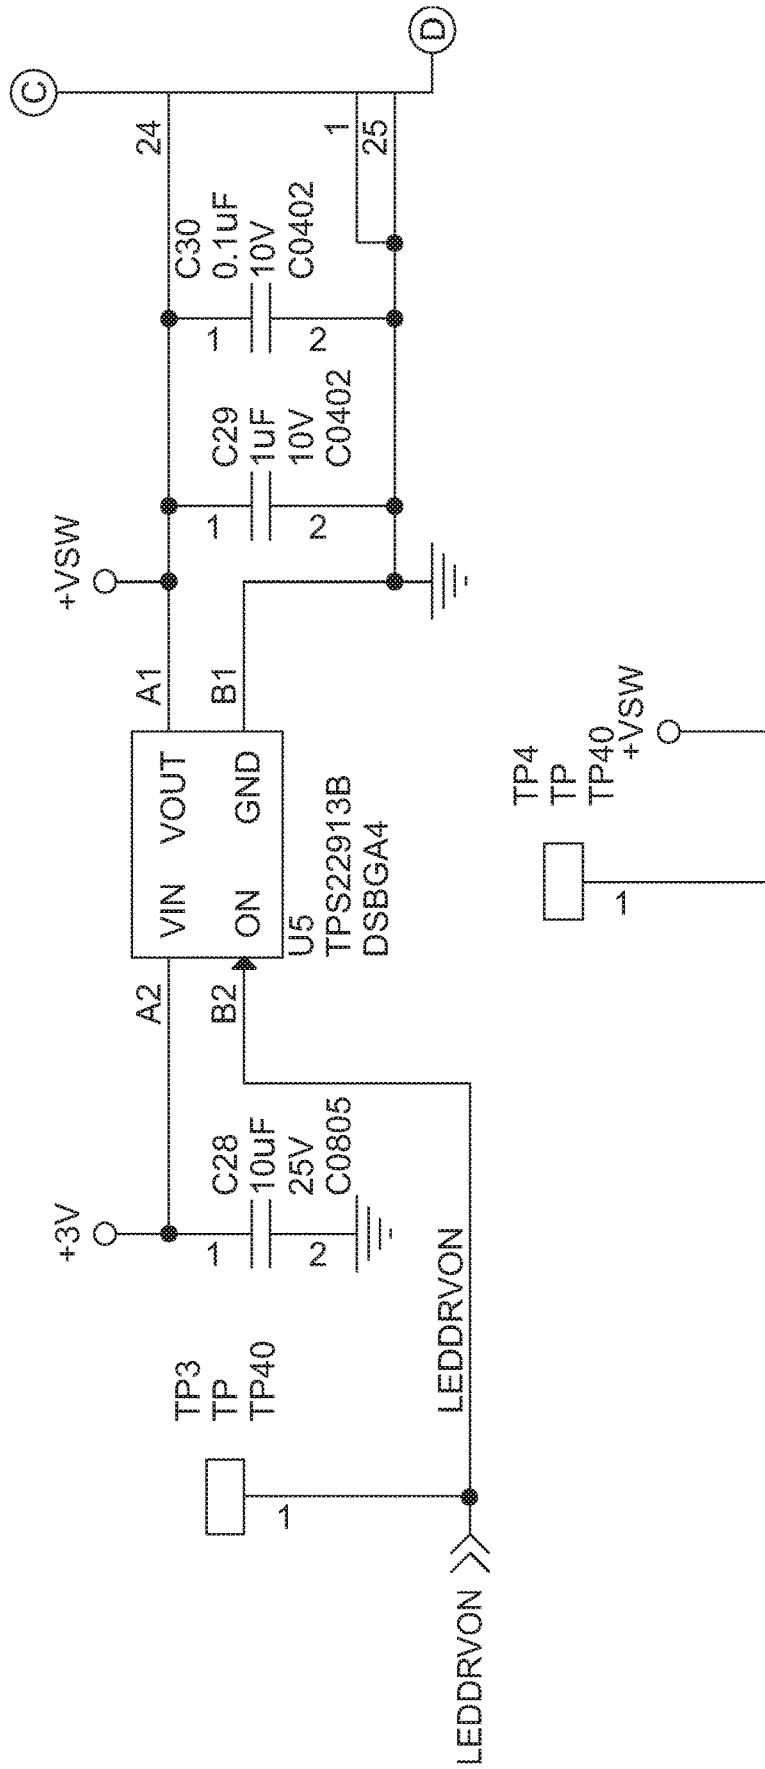 LEDDRVON
LEDDRVON
TP3
TP
TP40
1
+3V
C28
10uF
25V
C0805
1
2
A2
B2
VIN VOUT
ON GND
U5
TPS22913B
DSBGA4
A1
B1
+VSW
C29
1uF
10V
C0402
1
2
C30
0.1uF
10V
C0402
1
2
24
1
25
C
D
TP4
TP
TP40
1
+VSW